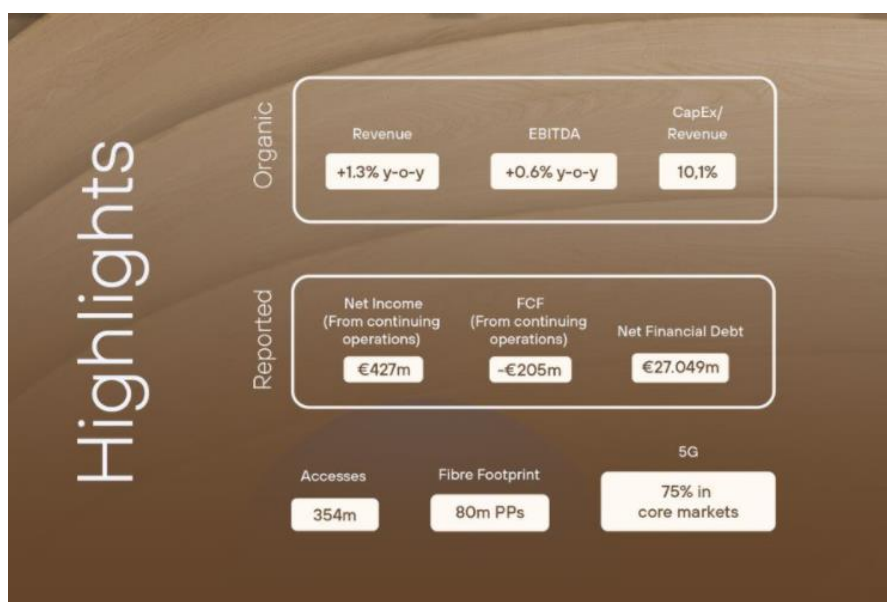 Highlights
Organic
Revenue
+1.3% y-o-y
EBITDA
+0.6% y-o-y
CapEx/
Revenue
10,1%
Reported
Net Income
(From continuing
operations)
€427m
FCF
(From continuing
operations)
-€205m
Net Financial Debt
€27.049m
Accesses
354m
Fibre Footprint
80m PPs
5G
75% in
core markets